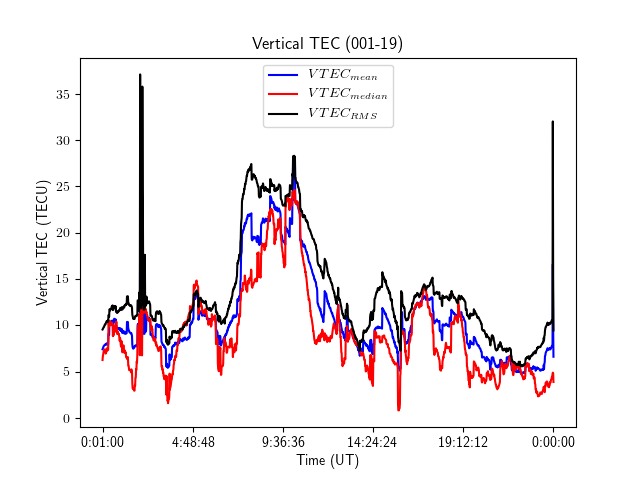 Vertical TEC (001-19)
VTEC_mean
VTEC_median
VTEC_RMS
Vertical TEC (TECU)
35
30
25
20
15
10
5
0
0:01:00 4:48:48 9:36:36 14:24:24 19:12:12 0:00:00
Time (UT)